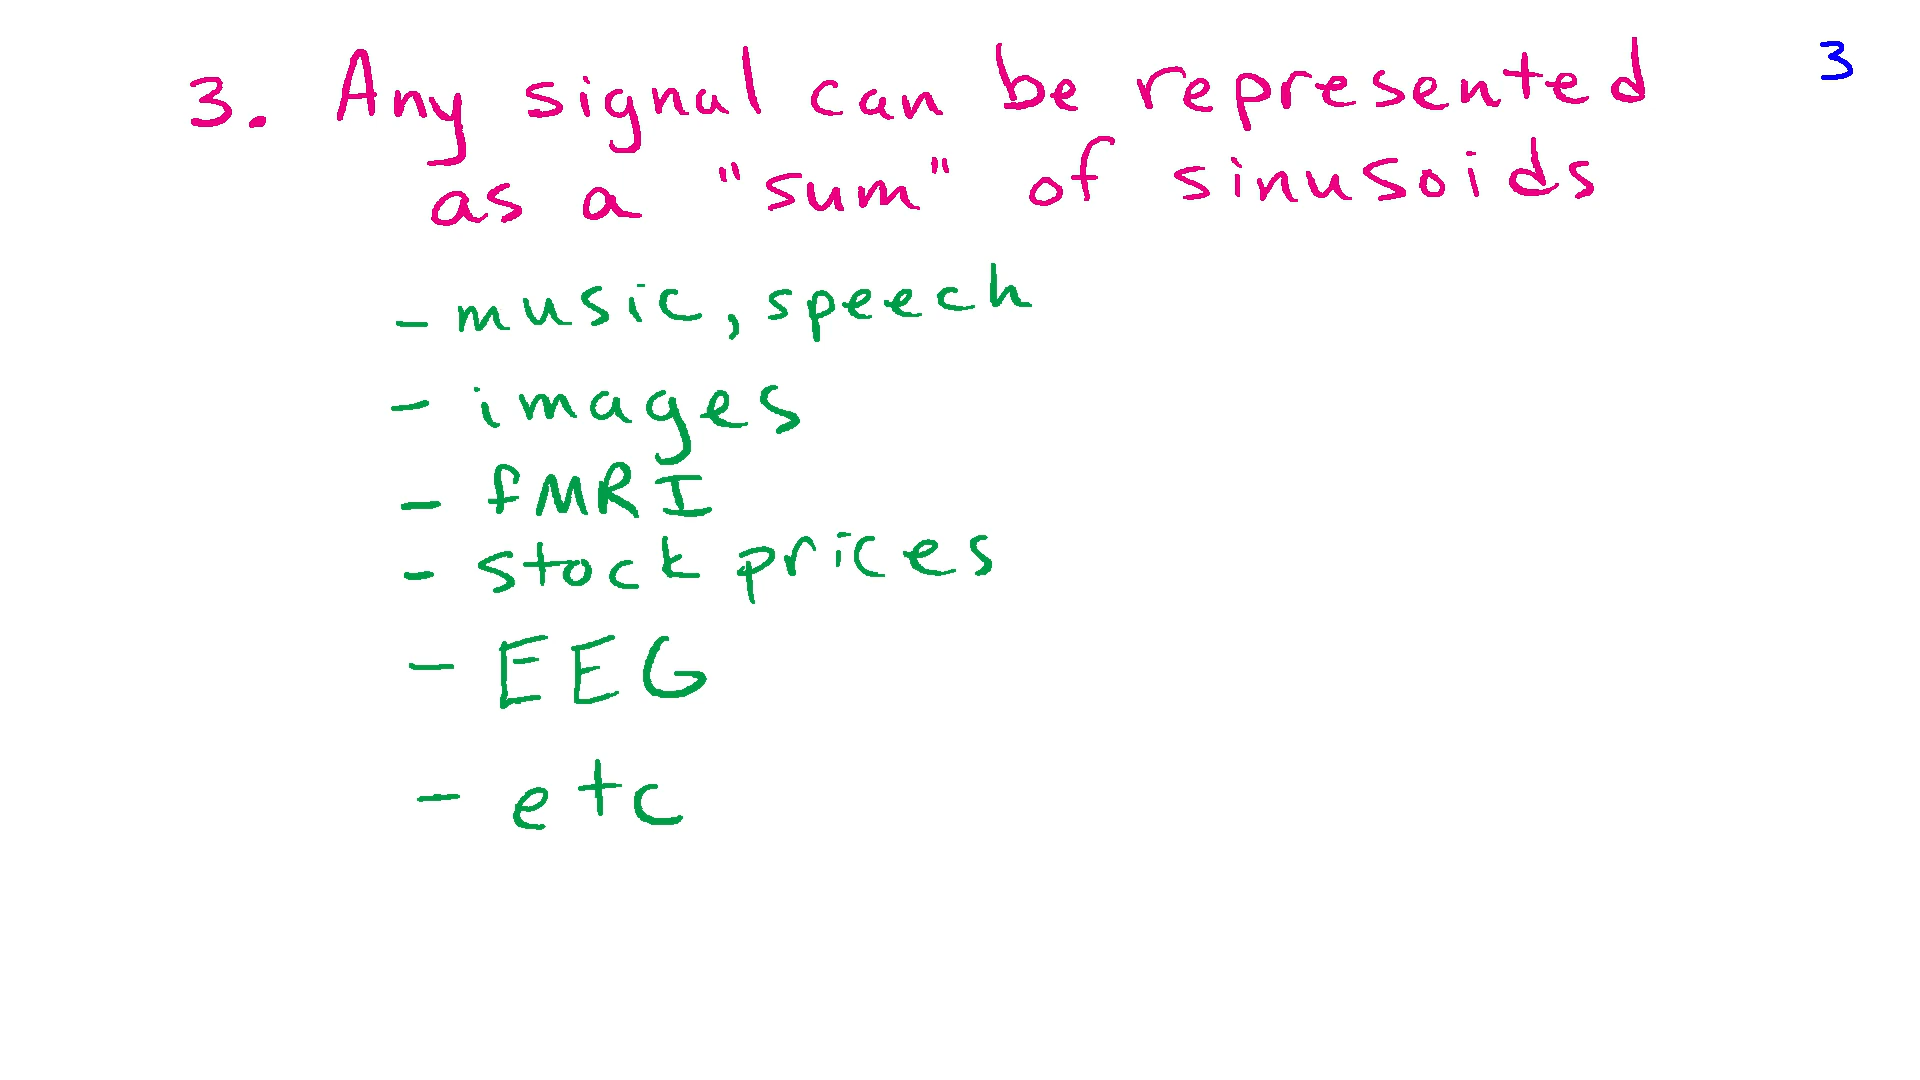 3
3. Any signal can be represented
as a "sum" of sinusoids
- music, speech
- images
- fMRI
- stock prices
- EEG
- etc